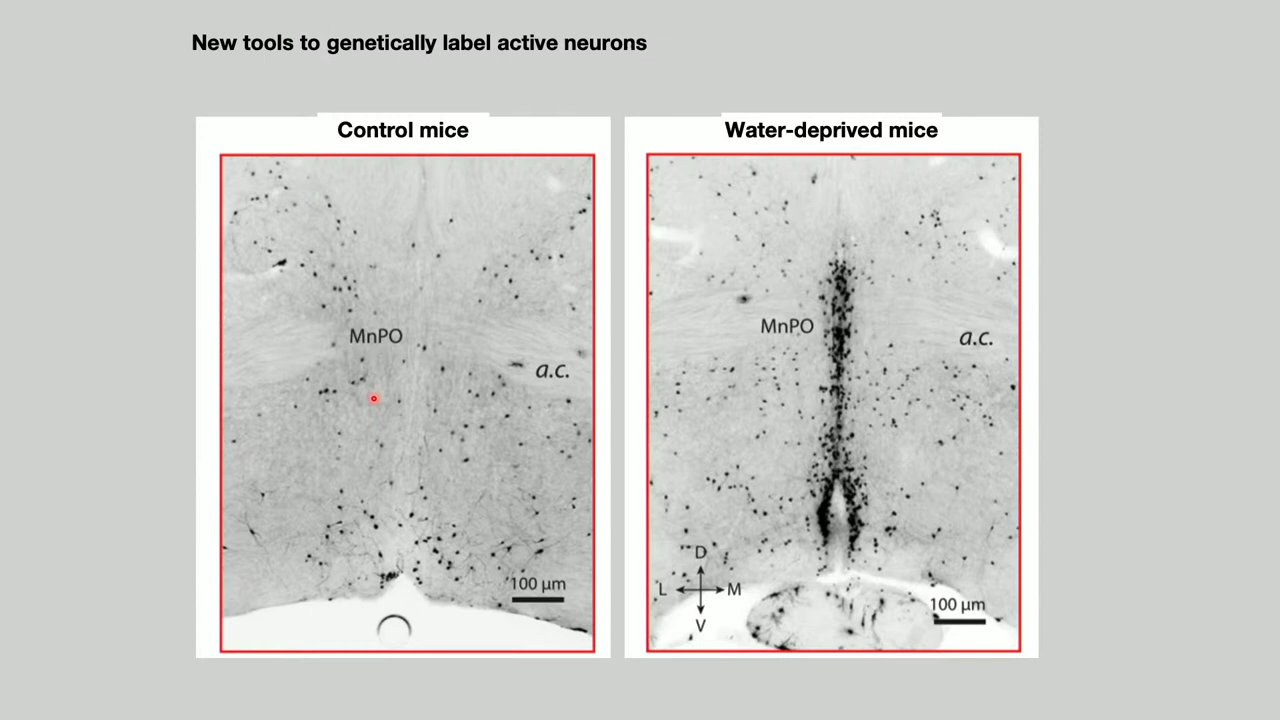 New tools to genetically label active neurons
Control mice
MnPO
a.c.
100 µm
Water-deprived mice
MnPO
a.c.
D
L M
V
100 µm